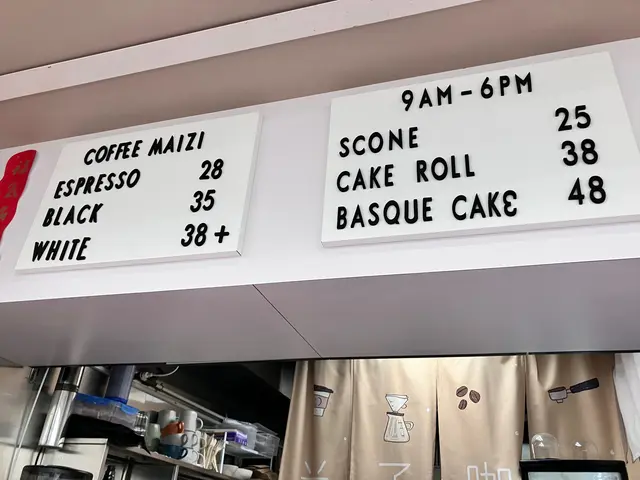 COFFEE MAIZI
ESPRESSO 28
BLACK 35
WHITE 38+
9AM-6PM
SCONE 25
CAKE ROLL 38
BASQUE CAKE 48